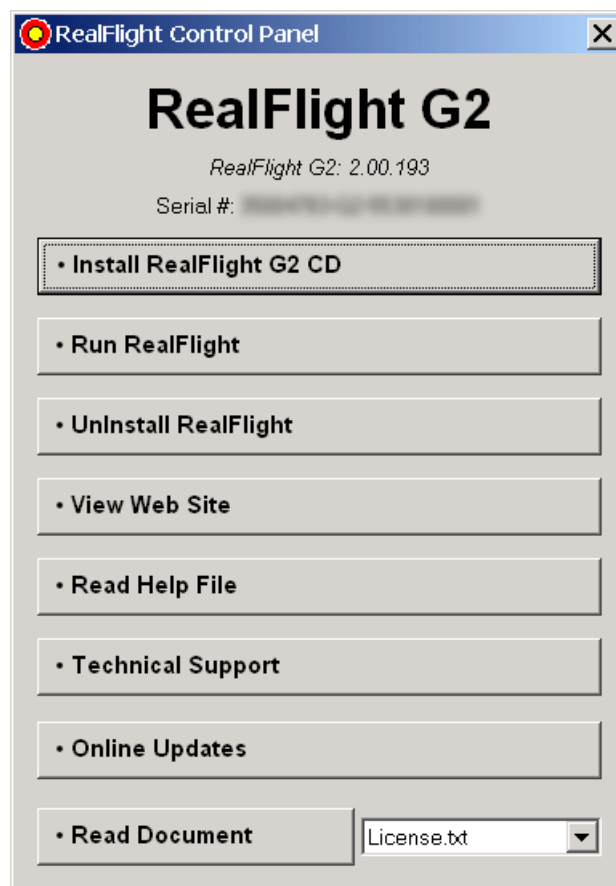 RealFlight Control Panel
RealFlight G2
RealFlight G2: 2.00.193
Serial #:
• Install RealFlight G2 CD
• Run RealFlight
• UnInstall RealFlight
• View Web Site
• Read Help File
• Technical Support
• Online Updates
• Read Document License.txt